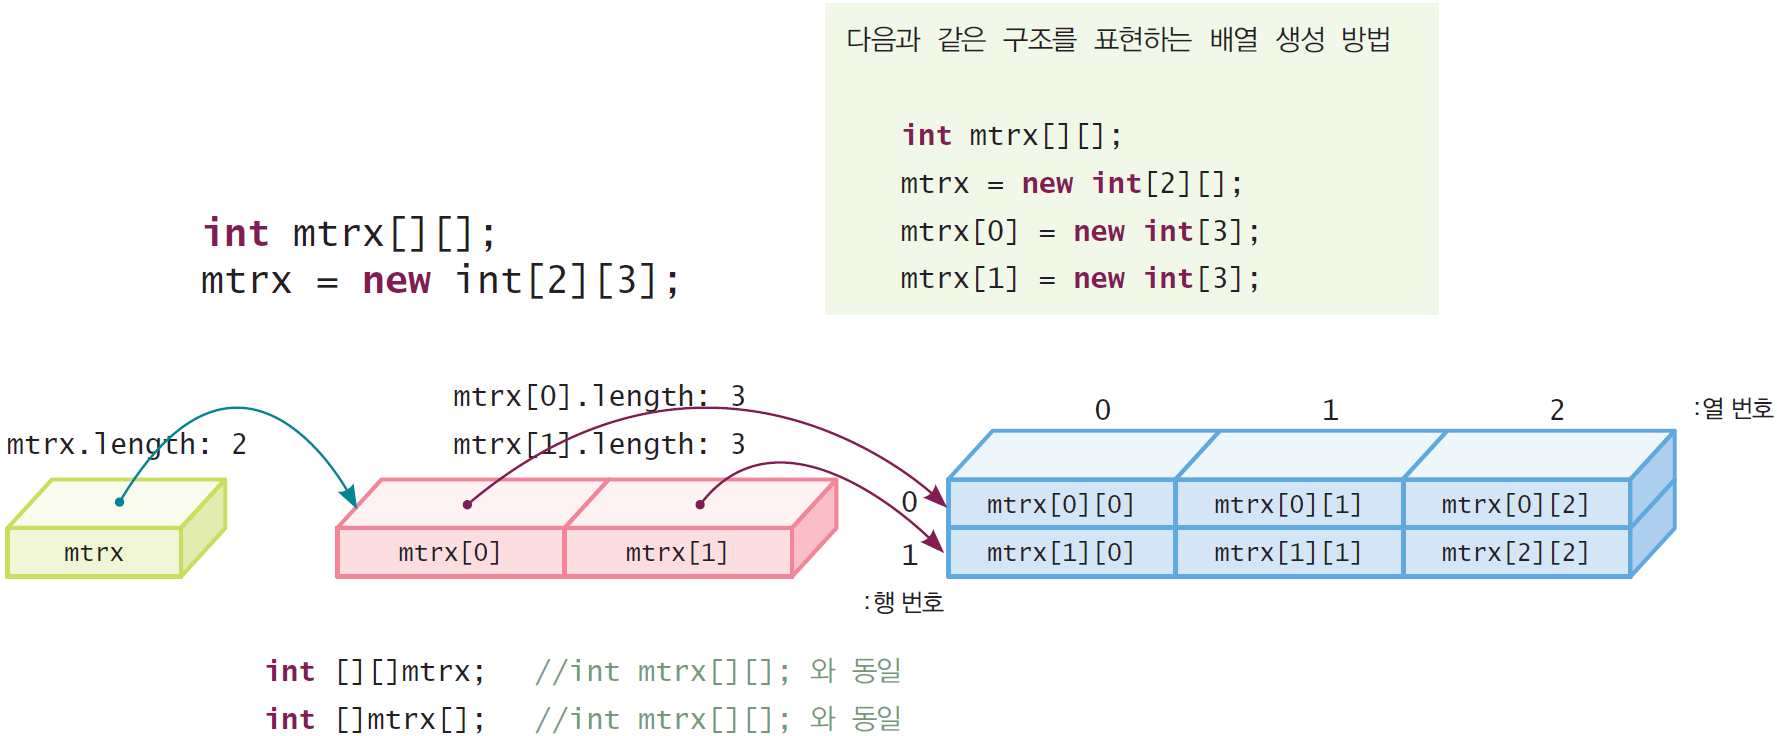 다음과 같은 구조를 표현하는 배열 생성 방법
int mtrx[][];
mtrx = new int[2][];
mtrx[0] = new int[3];
mtrx[1] = new int[3];
int mtrx[][];
mtrx = new int[2][3];
mtrx.length: 2
mtrx[0].length: 3
mtrx[1].length: 3
0 1 2 :열 번호
mtrx
mtrx[0] mtrx[1]
0 mtrx[0][0] mtrx[0][1] mtrx[0][2]
1 mtrx[1][0] mtrx[1][1] mtrx[2][2]
:행 번호
int [][]mtrx; //int mtrx[][]; 와 동일
int []mtrx[]; //int mtrx[][]; 와 동일